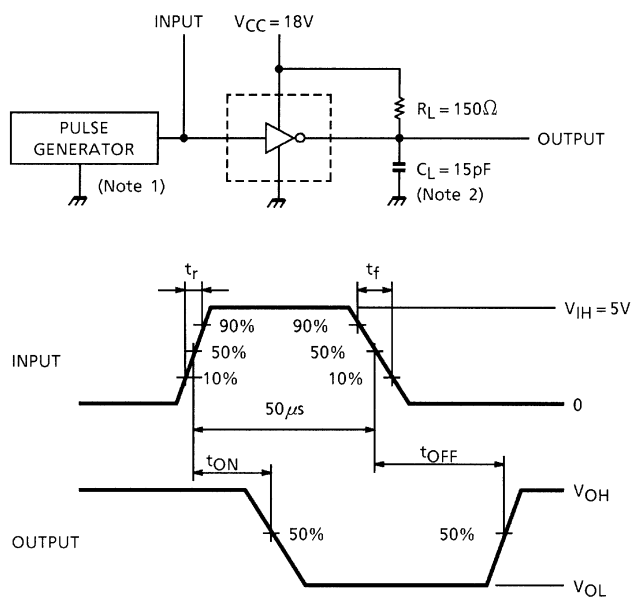 INPUT
VCC = 18V
PULSE
GENERATOR
(Note 1)
RL = 150Ω
OUTPUT
CL = 15pF
(Note 2)
tr
tf
VIH = 5V
90%
90%
50%
50%
INPUT
10%
10%
0
50μs
tON
tOFF
VOH
50%
50%
OUTPUT
VOL